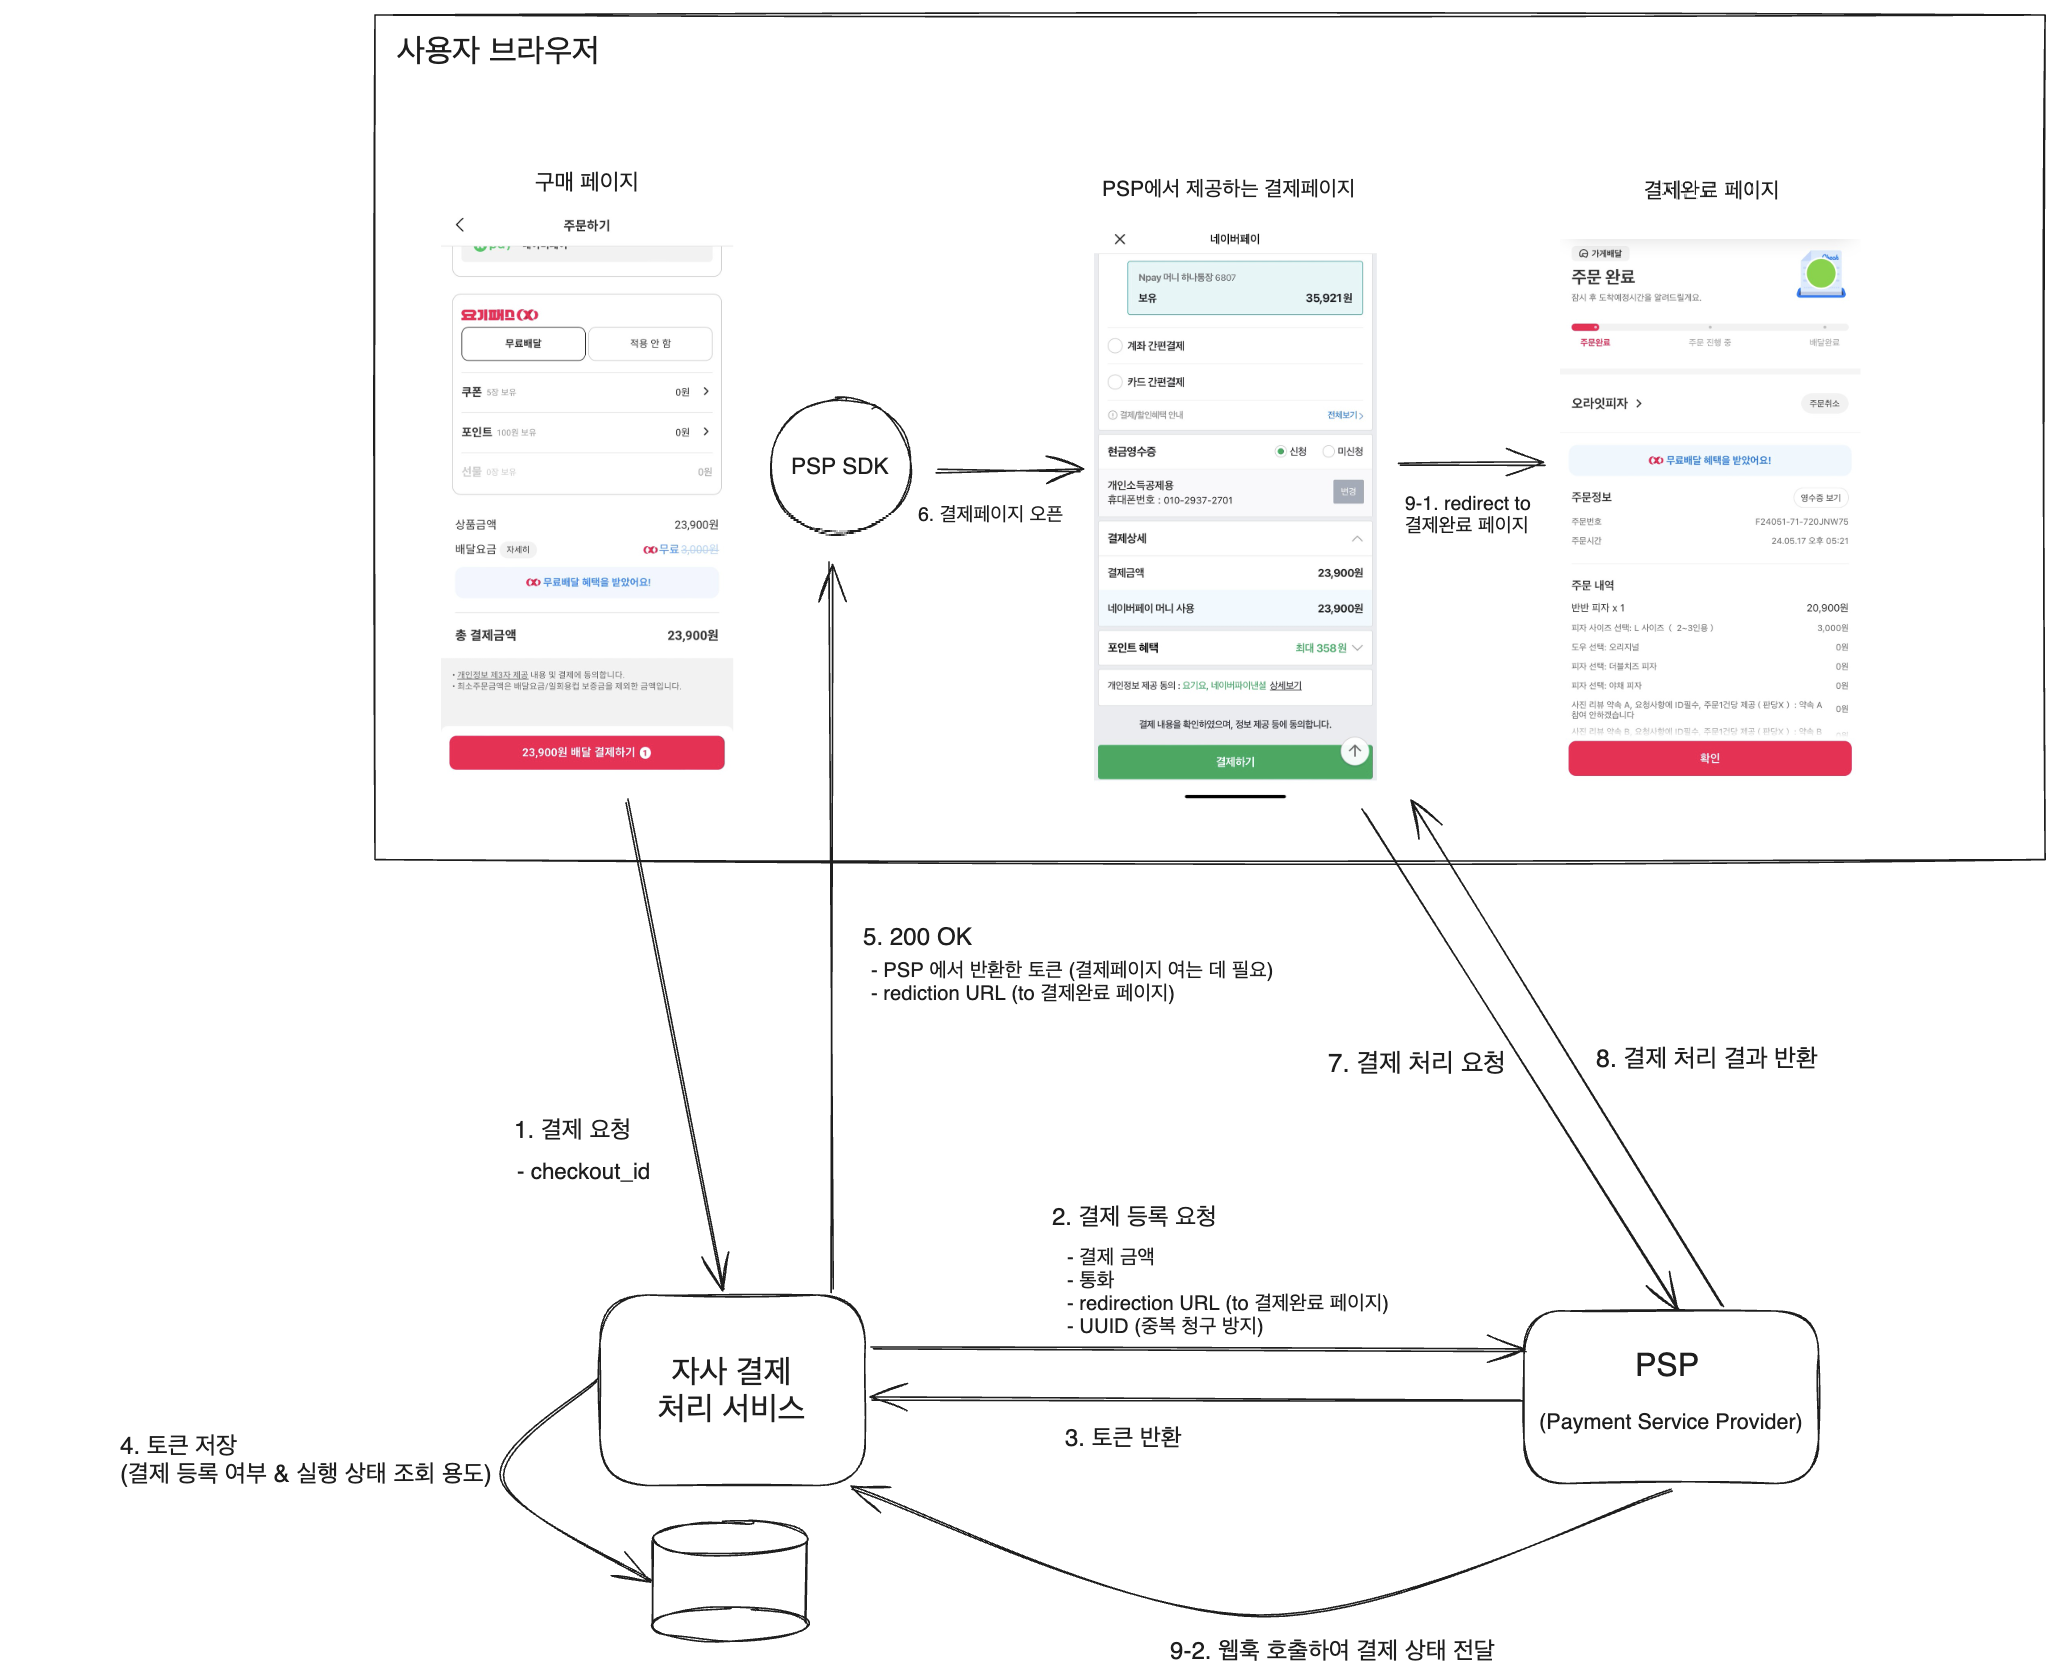 사용자 브라우저
구매 페이지
주문하기
요기패스
무료배달
적용 안 함
쿠폰 5장 보유 0원
포인트 100원 보유 0원
선물 0장 보유 0원
상품금액 23,900원
배달요금 자세히 무료 3,000원
무료배달 혜택을 받았어요!
총 결제금액 23,900원
• 개인정보 제3자 제공 내용 및 결제에 동의합니다.
• 최소주문금액은 배달요금/일회용컵 보증금을 제외한 금액입니다.
23,900원 배달 결제하기 1
PSP SDK
6. 결제페이지 오픈
PSP에서 제공하는 결제페이지
네이버페이
Npay 머니 하나통장 6807
보유 35,921원
계좌 간편결제
카드 간편결제
결제/할인혜택 안내 전체보기
현금영수증 신청 미신청
개인소득공제용
휴대폰번호 : 010-2937-2701
변경
결제상세
결제금액 23,900원
네이버페이 머니 사용 23,900원
포인트 혜택 최대 358원
개인정보 제공 동의 : 요기요, 네이버파이낸셜 상세보기
결제 내용을 확인하였으며, 정보 제공 등에 동의합니다.
결제하기
9-1. redirect to
결제완료 페이지
결제완료 페이지
가게배달
Check
주문 완료
잠시 후 도착예정시간을 알려드릴게요.
주문완료 주문 진행 중 배달완료
오라잇피자 주문취소
무료배달 혜택을 받았어요!
주문정보 영수증 보기
주문번호 F24051-71-720JNW75
주문시간 24.05.17 오후 05:21
주문 내역
반반 피자 x 1 20,900원
피자 사이즈 선택: L 사이즈 ( 2~3인용 ) 3,000원
도우 선택: 오리지널 0원
피자 선택: 더블치즈 피자 0원
피자 선택: 야채 피자 0원
사진 리뷰 약속 A, 요청사항에 ID필수, 주문1건당 제공 ( 판당X ) : 약속 A 0원
참여 안하겠습니다
사진 리뷰 약속 B, 요청사항에 ID필수, 주문1건당 제공 ( 판당X ) : 약속 B
확인
5. 200 OK
- PSP 에서 반환한 토큰 (결제페이지 여는 데 필요)
- rediction URL (to 결제완료 페이지)
7. 결제 처리 요청
8. 결제 처리 결과 반환
1. 결제 요청
- checkout_id
2. 결제 등록 요청
- 결제 금액
- 통화
- redirection URL (to 결제완료 페이지)
- UUID (중복 청구 방지)
자사 결제
처리 서비스
PSP
(Payment Service Provider)
3. 토큰 반환
4. 토큰 저장
(결제 등록 여부 & 실행 상태 조회 용도)
9-2. 웹훅 호출하여 결제 상태 전달